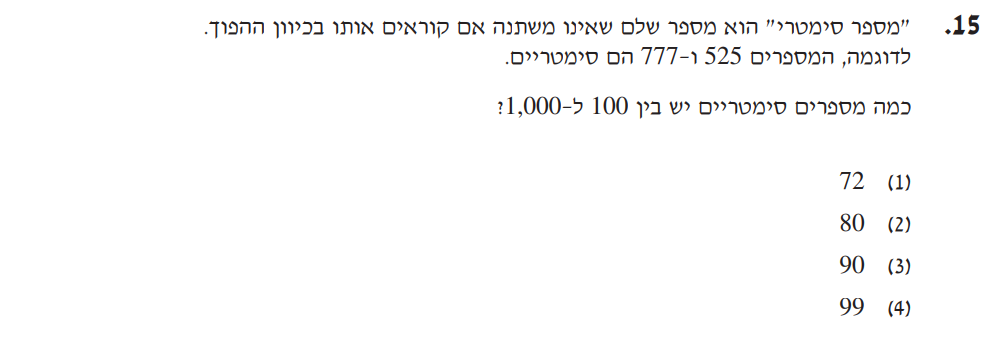 15. "מספר סימטרי" הוא מספר שלם שאינו משתנה אם קוראים אותו בכיוון ההפוך.
לדוגמה, המספרים 525 ו-777 הם סימטריים.
כמה מספרים סימטריים יש בין 100 ל-1,000?
(1) 72
(2) 80
(3) 90
(4) 99